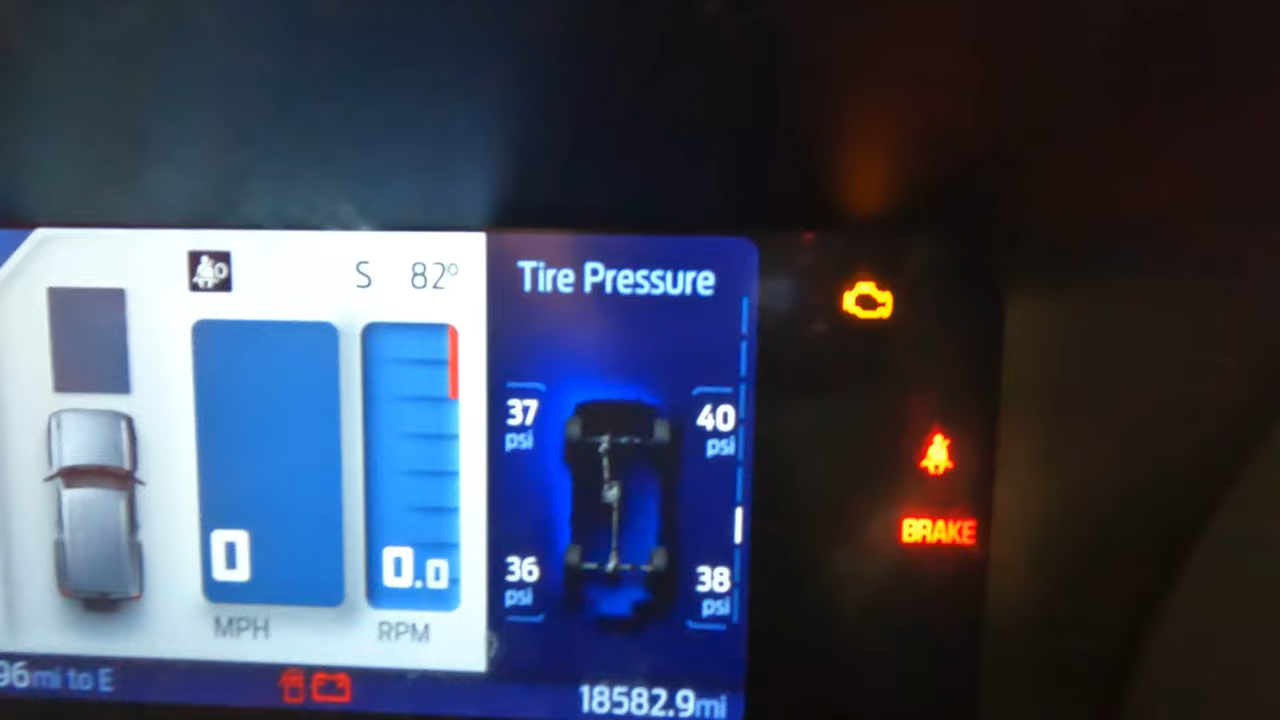 S 82°
Tire Pressure
37
psi
40
psi
36
psi
38
psi
0
0.0
MPH
RPM
BRAKE
96mi to E
18582.9mi